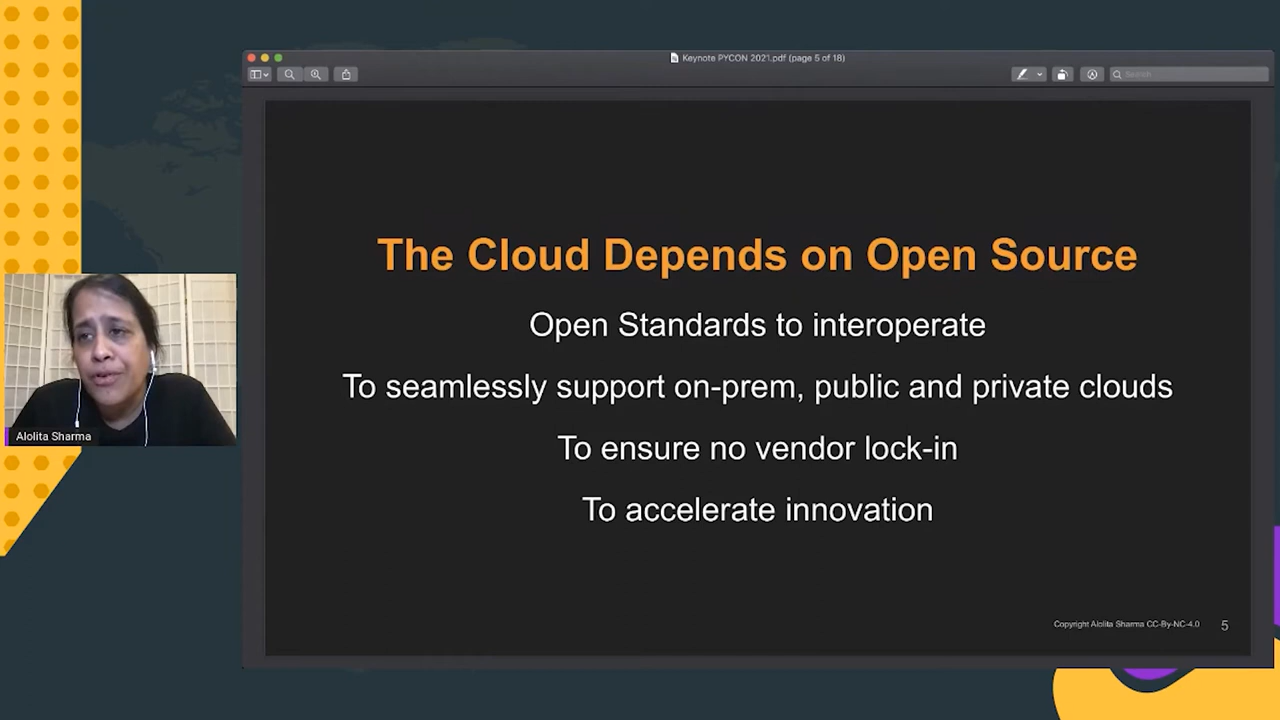 Keynote PYCON 2021.pdf (page 5 of 18)
Search
The Cloud Depends on Open Source
Open Standards to interoperate
To seamlessly support on-prem, public and private clouds
To ensure no vendor lock-in
To accelerate innovation
Alolita Sharma
Copyright Alolita Sharma CC-By-NC-4.0
5